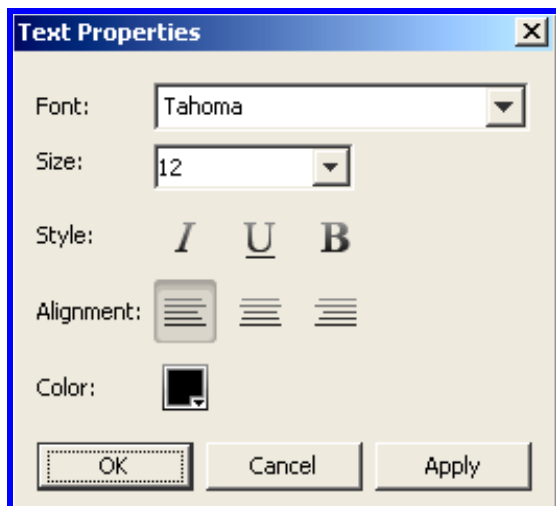 Text Properties
Font: Tahoma
Size: 12
Style: I U B
Alignment:
Color:
OK Cancel Apply